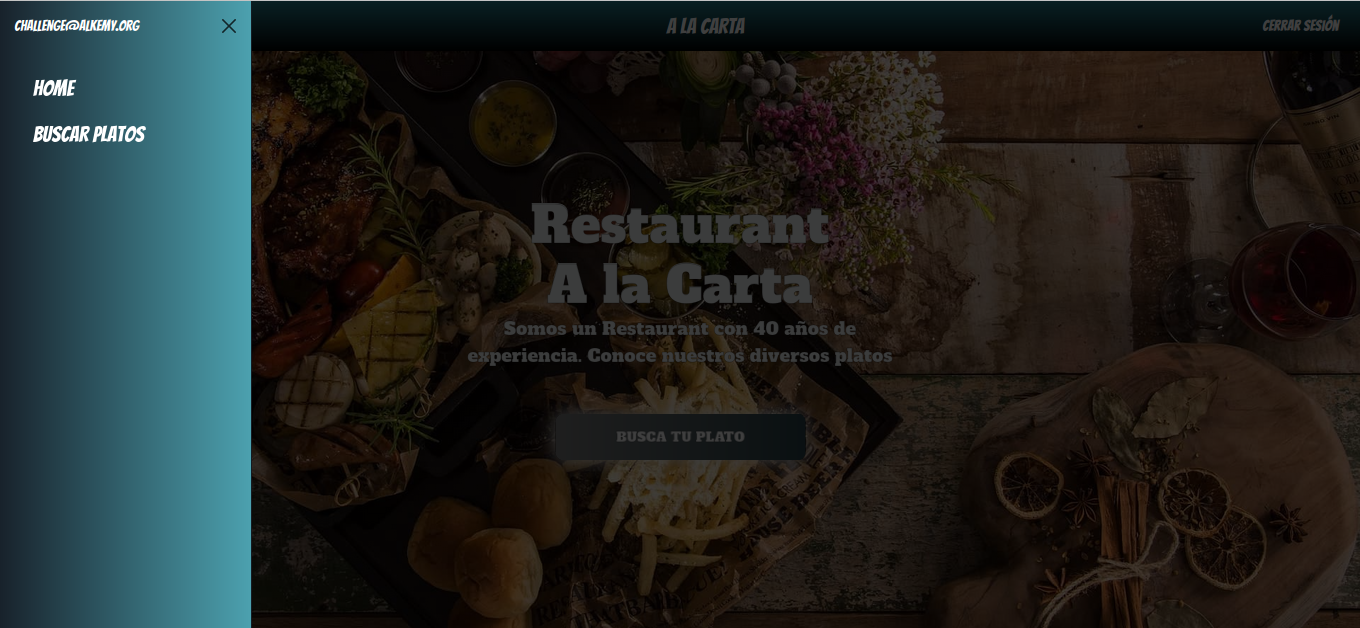 CHALLENGE@ALKEMY.ORG
A LA CARTA
CERRAR SESIÓN
HOME
BUSCAR PLATOS
Restaurant
A la Carta
Somos un Restaurant con 40 años de
experiencia. Conoce nuestros diversos platos
BUSCA TU PLATO